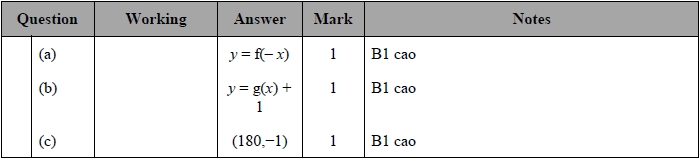 Question Working Answer Mark Notes
(a) y = f(– x) 1 B1 cao
(b) y = g(x) + 1 B1 cao
1
(c) (180,−1) 1 B1 cao